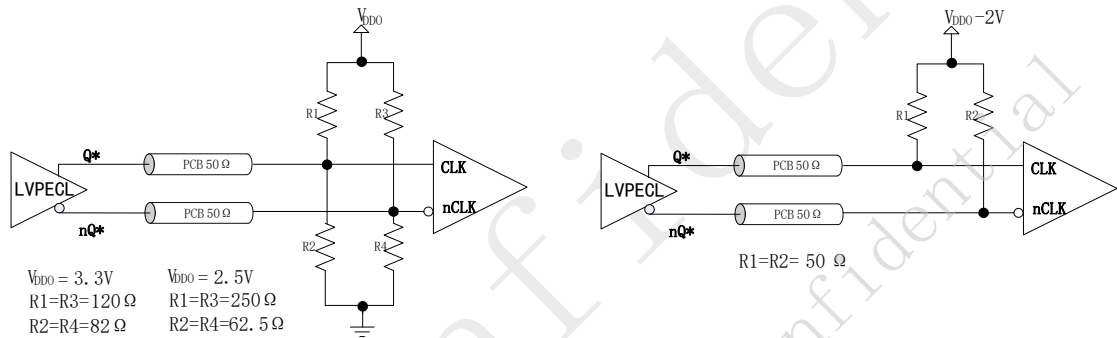 VDDO
R1
R3
Q*
PCB 50 Ω
CLK
LVPECL
PCB 50 Ω
nCLK
nQ*
R2
R4
VDDO = 3.3V
R1=R3=120 Ω
R2=R4=82 Ω
VDDO = 2.5V
R1=R3=250 Ω
R2=R4=62.5 Ω
VDDO-2V
R1
R2
Q*
PCB 50 Ω
CLK
LVPECL
PCB 50 Ω
nCLK
nQ*
R1=R2= 50 Ω
nfidential